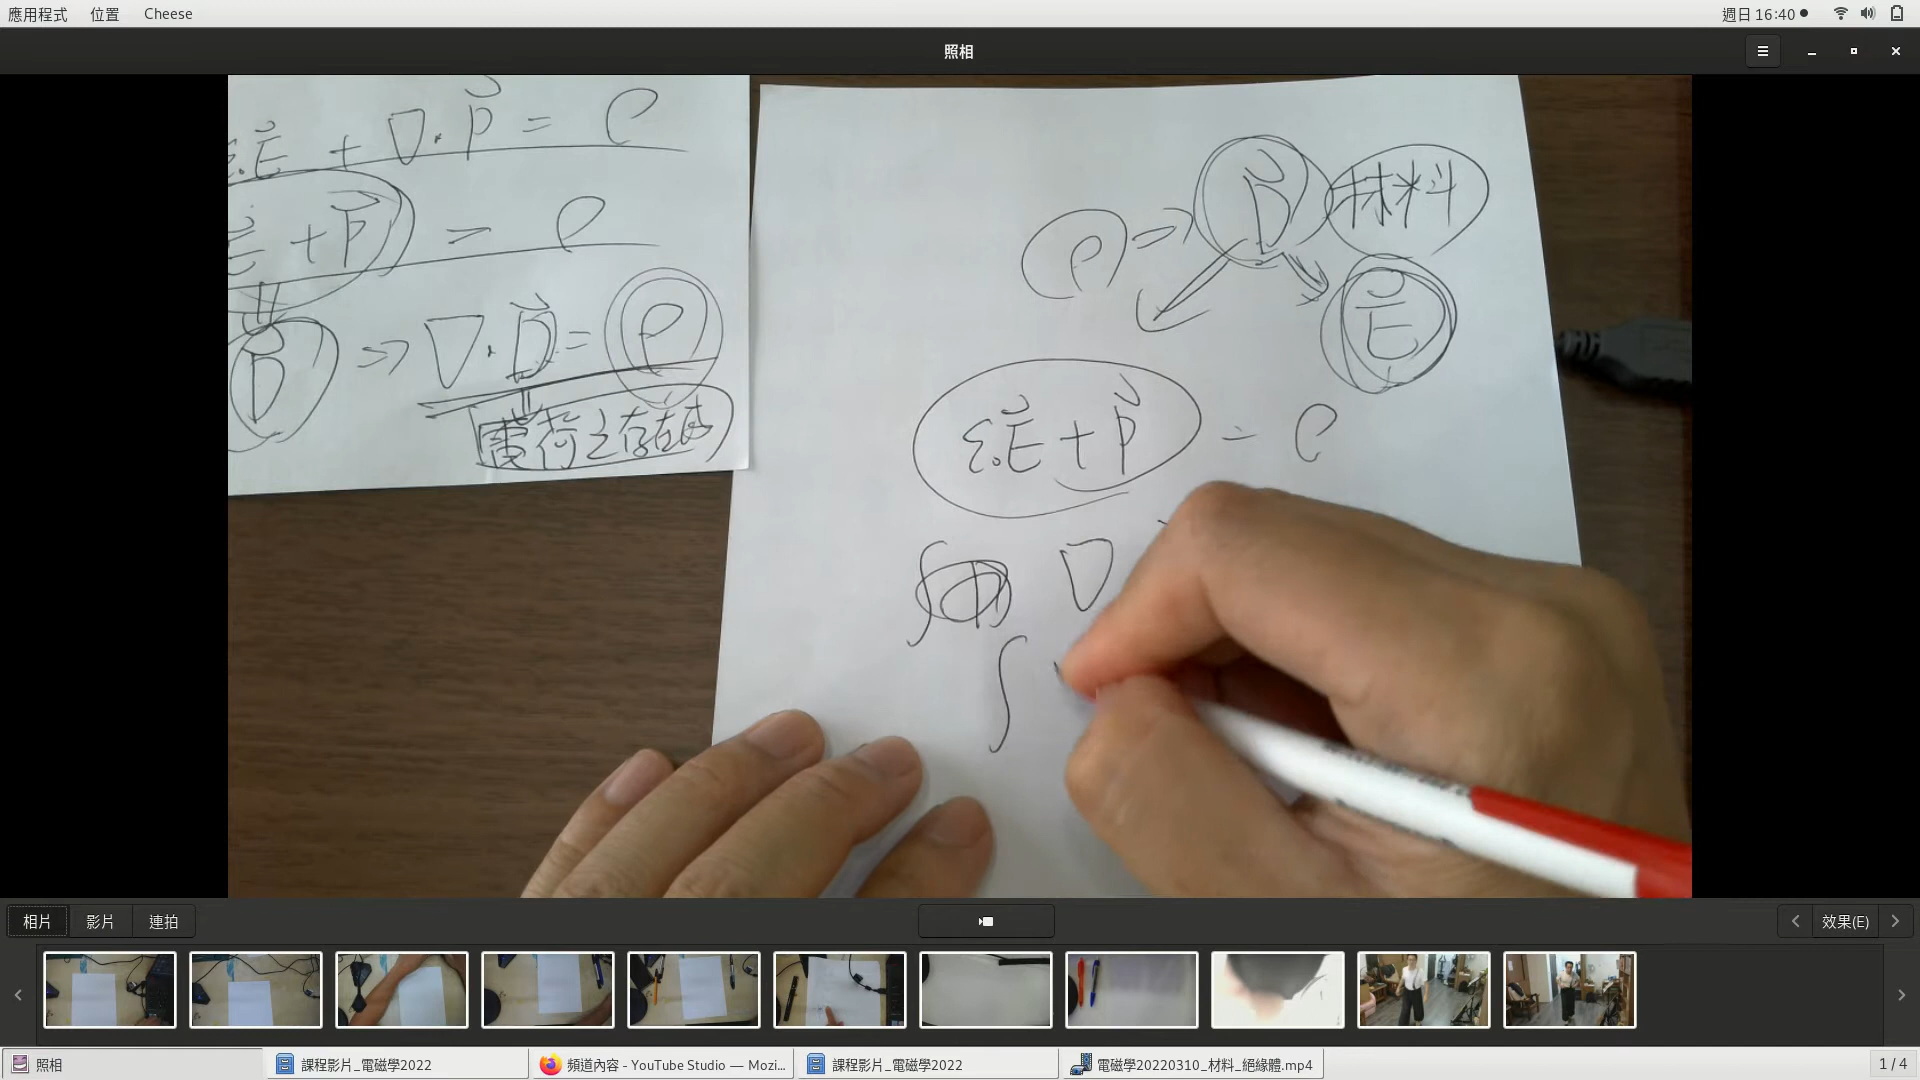 應用程式 位置 Cheese
週日 16:40
照相
ε₀E⃗ + ∇·P⃗ = ρ
E⃗ + P⃗ = ρ
D ⇒ ∇·D⃗ = ρ
電荷之存在
ρ ⇒ D⃗ 材料
E⃗
ε₀E⃗ + P⃗ = ρ
∫ ∇
∫
相片 影片 連拍
效果(E)
照相
課程影片_電磁學2022
頻道內容 - YouTube Studio — Mozi...
課程影片_電磁學2022
電磁學20220310_材料_絕緣體.mp4
1 / 4